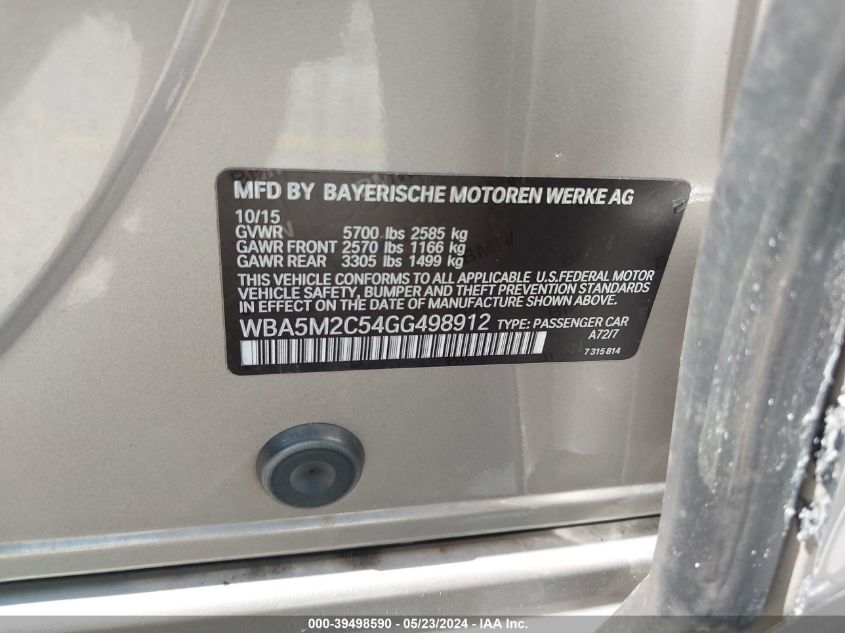 MFD BY BAYERISCHE MOTOREN WERKE AG
10/15
GVWR 5700 lbs 2585 kg
GAWR FRONT 2570 lbs 1166 kg
GAWR REAR 3305 lbs 1499 kg
THIS VEHICLE CONFORMS TO ALL APPLICABLE U.S.FEDERAL MOTOR
VEHICLE SAFETY, BUMPER AND THEFT PREVENTION STANDARDS
IN EFFECT ON THE DATE OF MANUFACTURE SHOWN ABOVE.
WBA5M2C54GG498912 TYPE: PASSENGER CAR
A72/7
7 315 814
000-39498590 - 05/23/2024 - IAA Inc.